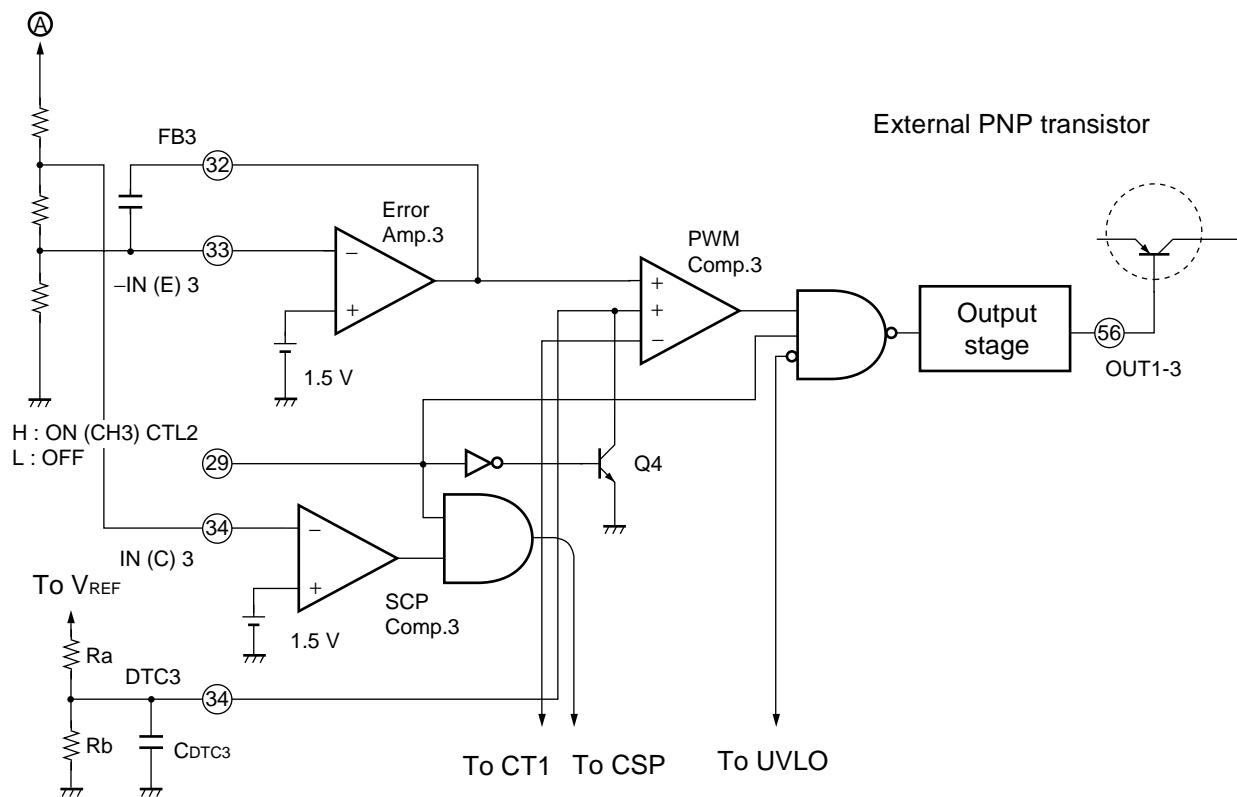 A
External PNP transistor
FB3
32
Error
Amp.3
PWM
Comp.3
33
–IN (E) 3
−
+
+
+
−
Output
stage
56
OUT1-3
1.5 V
H : ON (CH3) CTL2
L : OFF
29
Q4
34
IN (C) 3
−
+
To VREF
SCP
Comp.3
1.5 V
Ra
DTC3
34
Rb
CDTC3
To CT1
To CSP
To UVLO